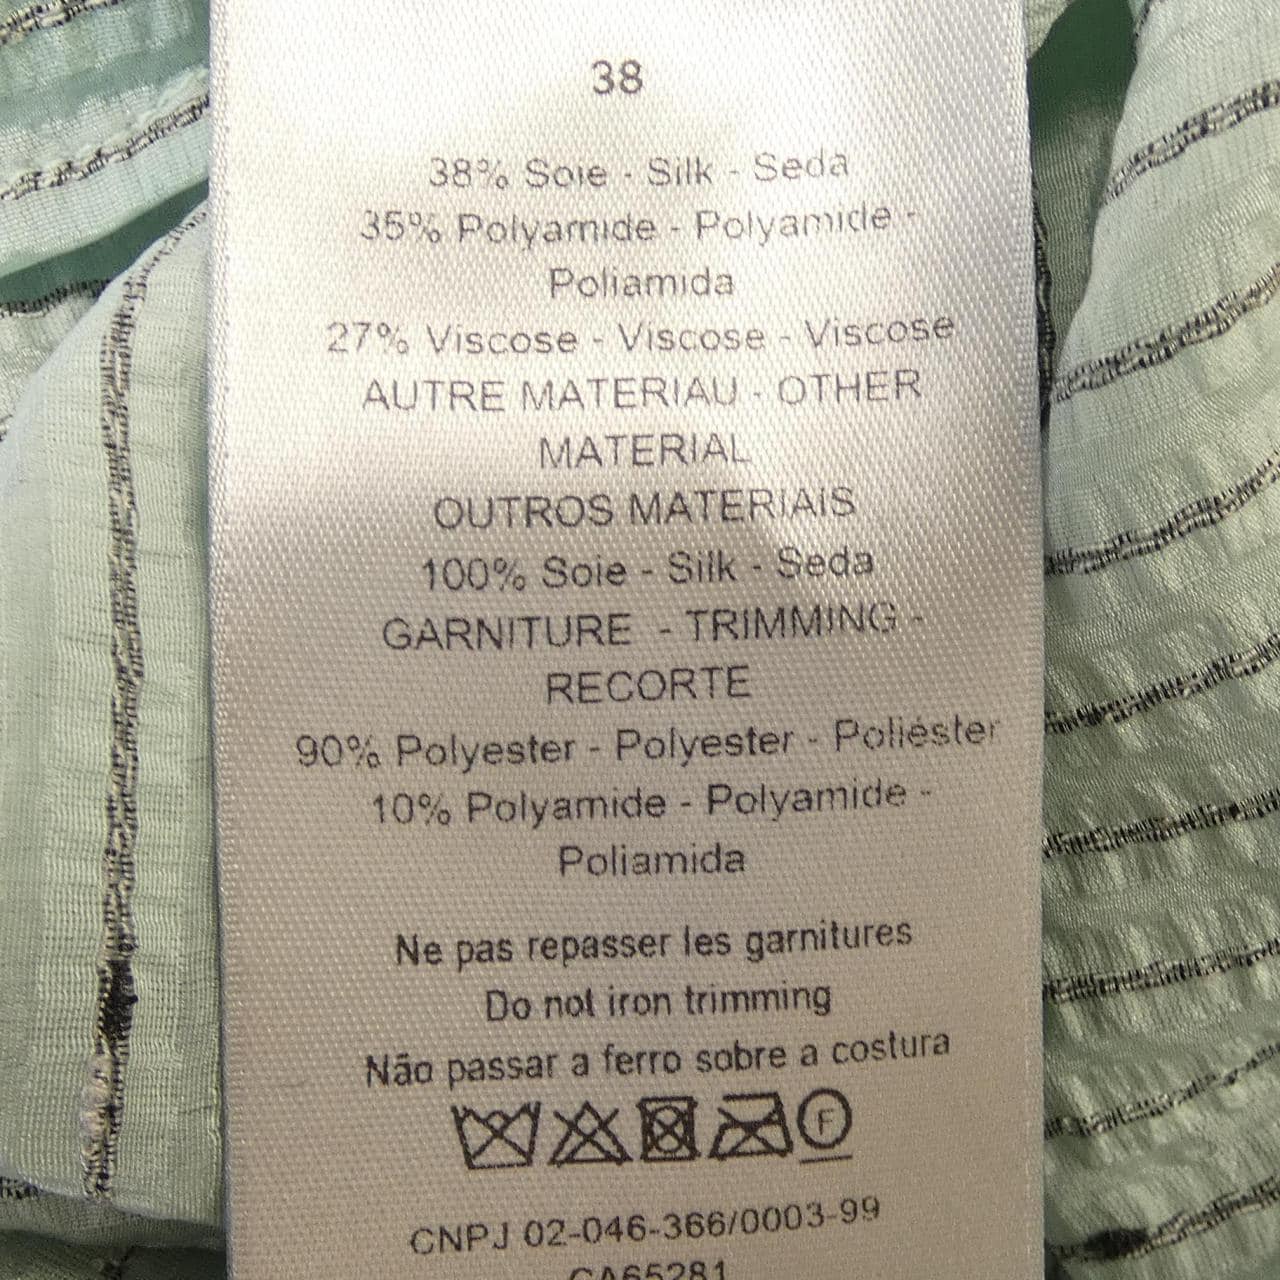 38
38% Soie - Silk - Seda
35% Polyamide - Polyamide -
Poliamida
27% Viscose - Viscose - Viscose
AUTRE MATERIAU - OTHER
MATERIAL
OUTROS MATERIAIS
100% Soie - Silk - Seda
GARNITURE - TRIMMING -
RECORTE
90% Polyester - Polyester - Poliéster
10% Polyamide - Polyamide -
Poliamida
Ne pas repasser les garnitures
Do not iron trimming
Não passar a ferro sobre a costura
F
CNPJ 02-046-366/0003-99
CA65281